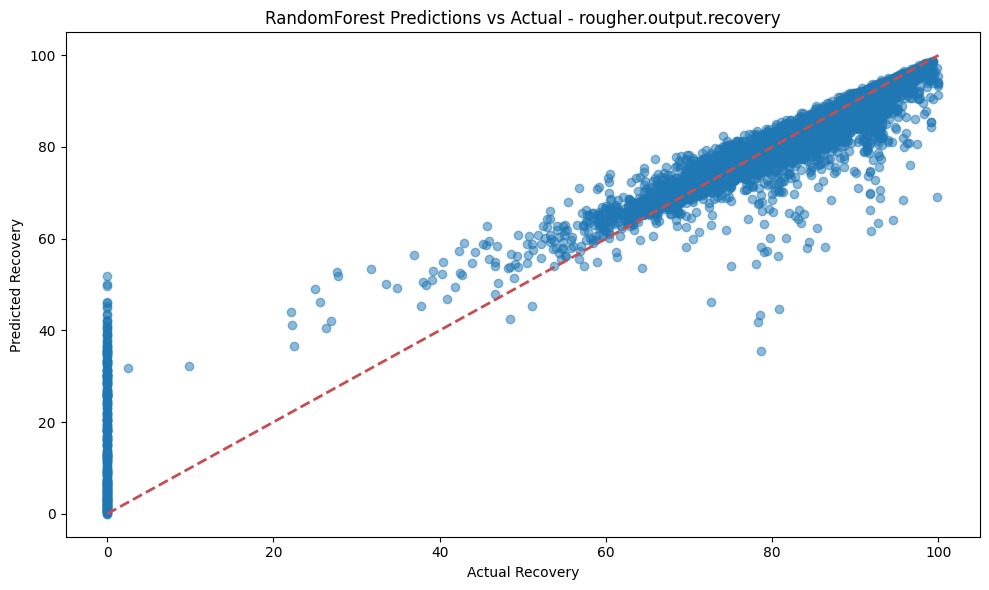 RandomForest Predictions vs Actual - rougher.output.recovery
100
80
60
40
20
0
Predicted Recovery
0 20 40 60 80 100
Actual Recovery